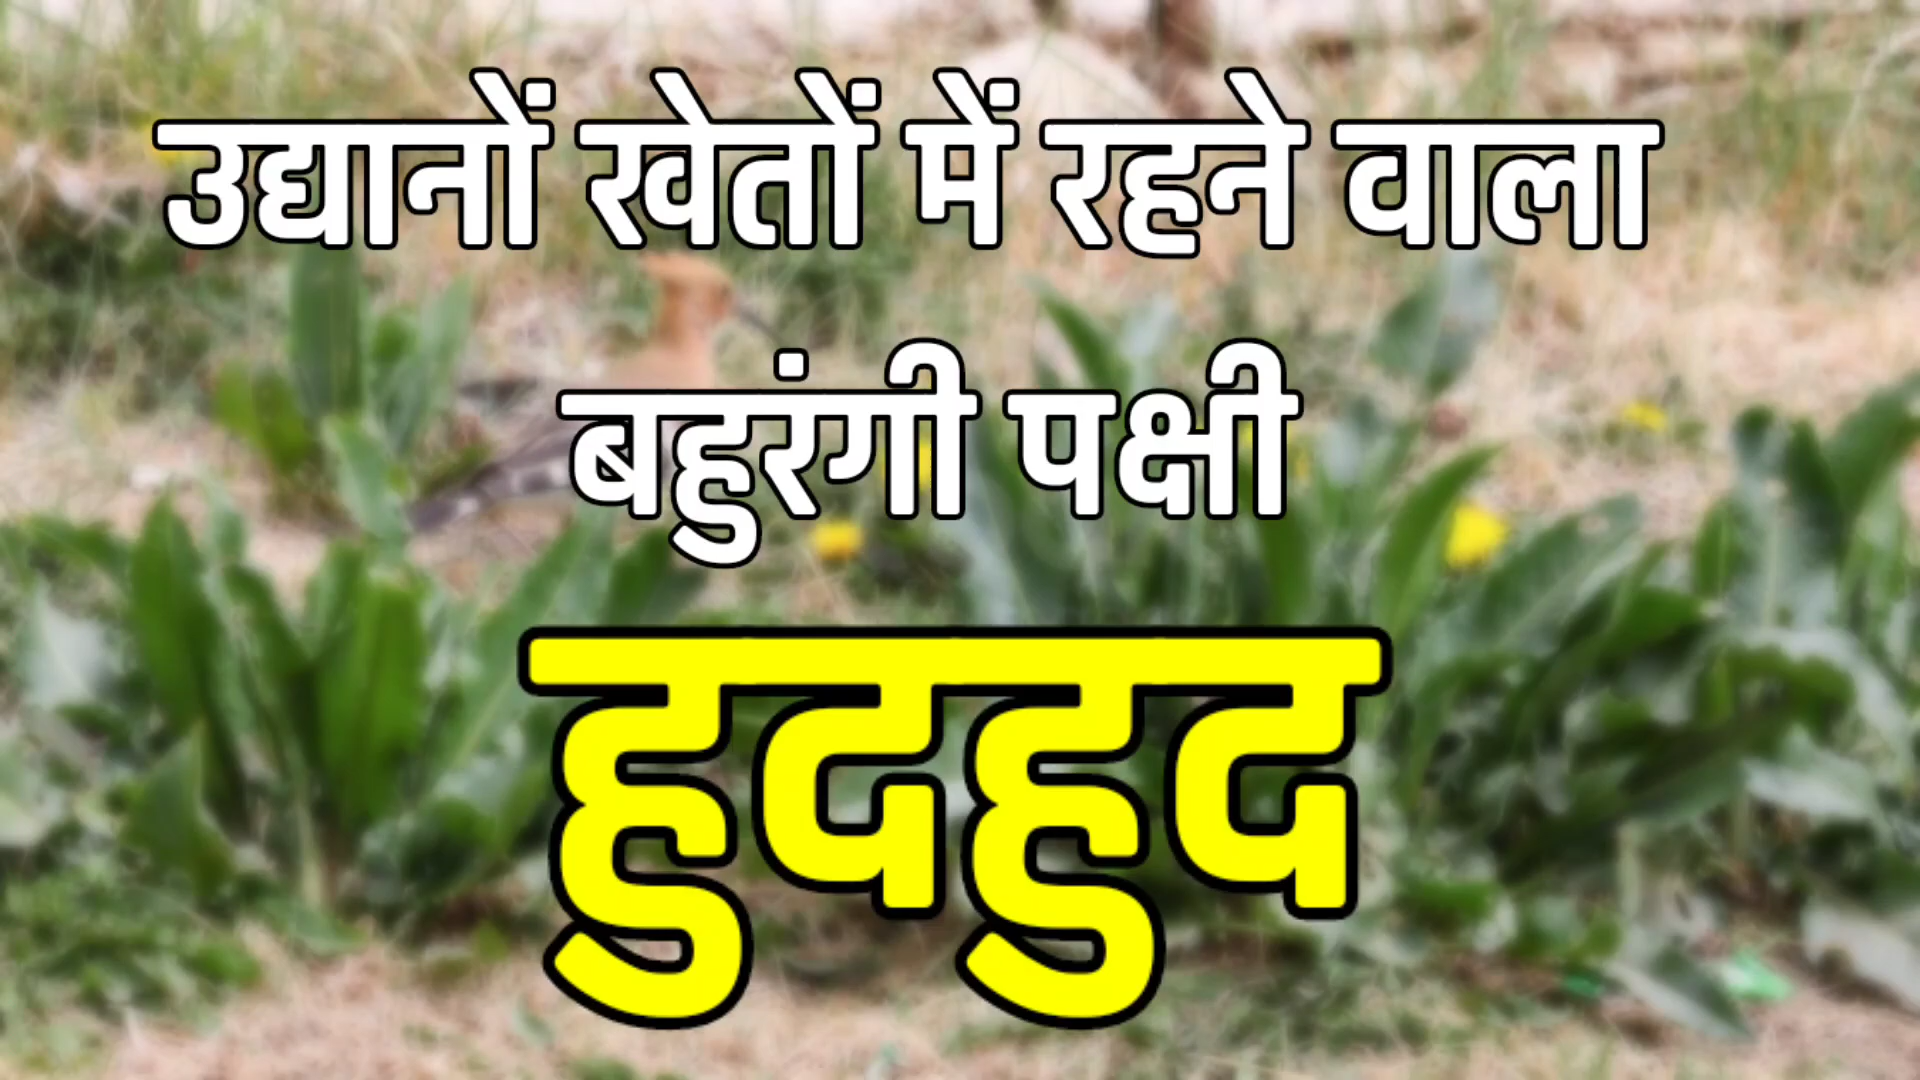 उद्यानों खेतों में रहने वाला
बहुरंगी पक्षी
हुदहुद